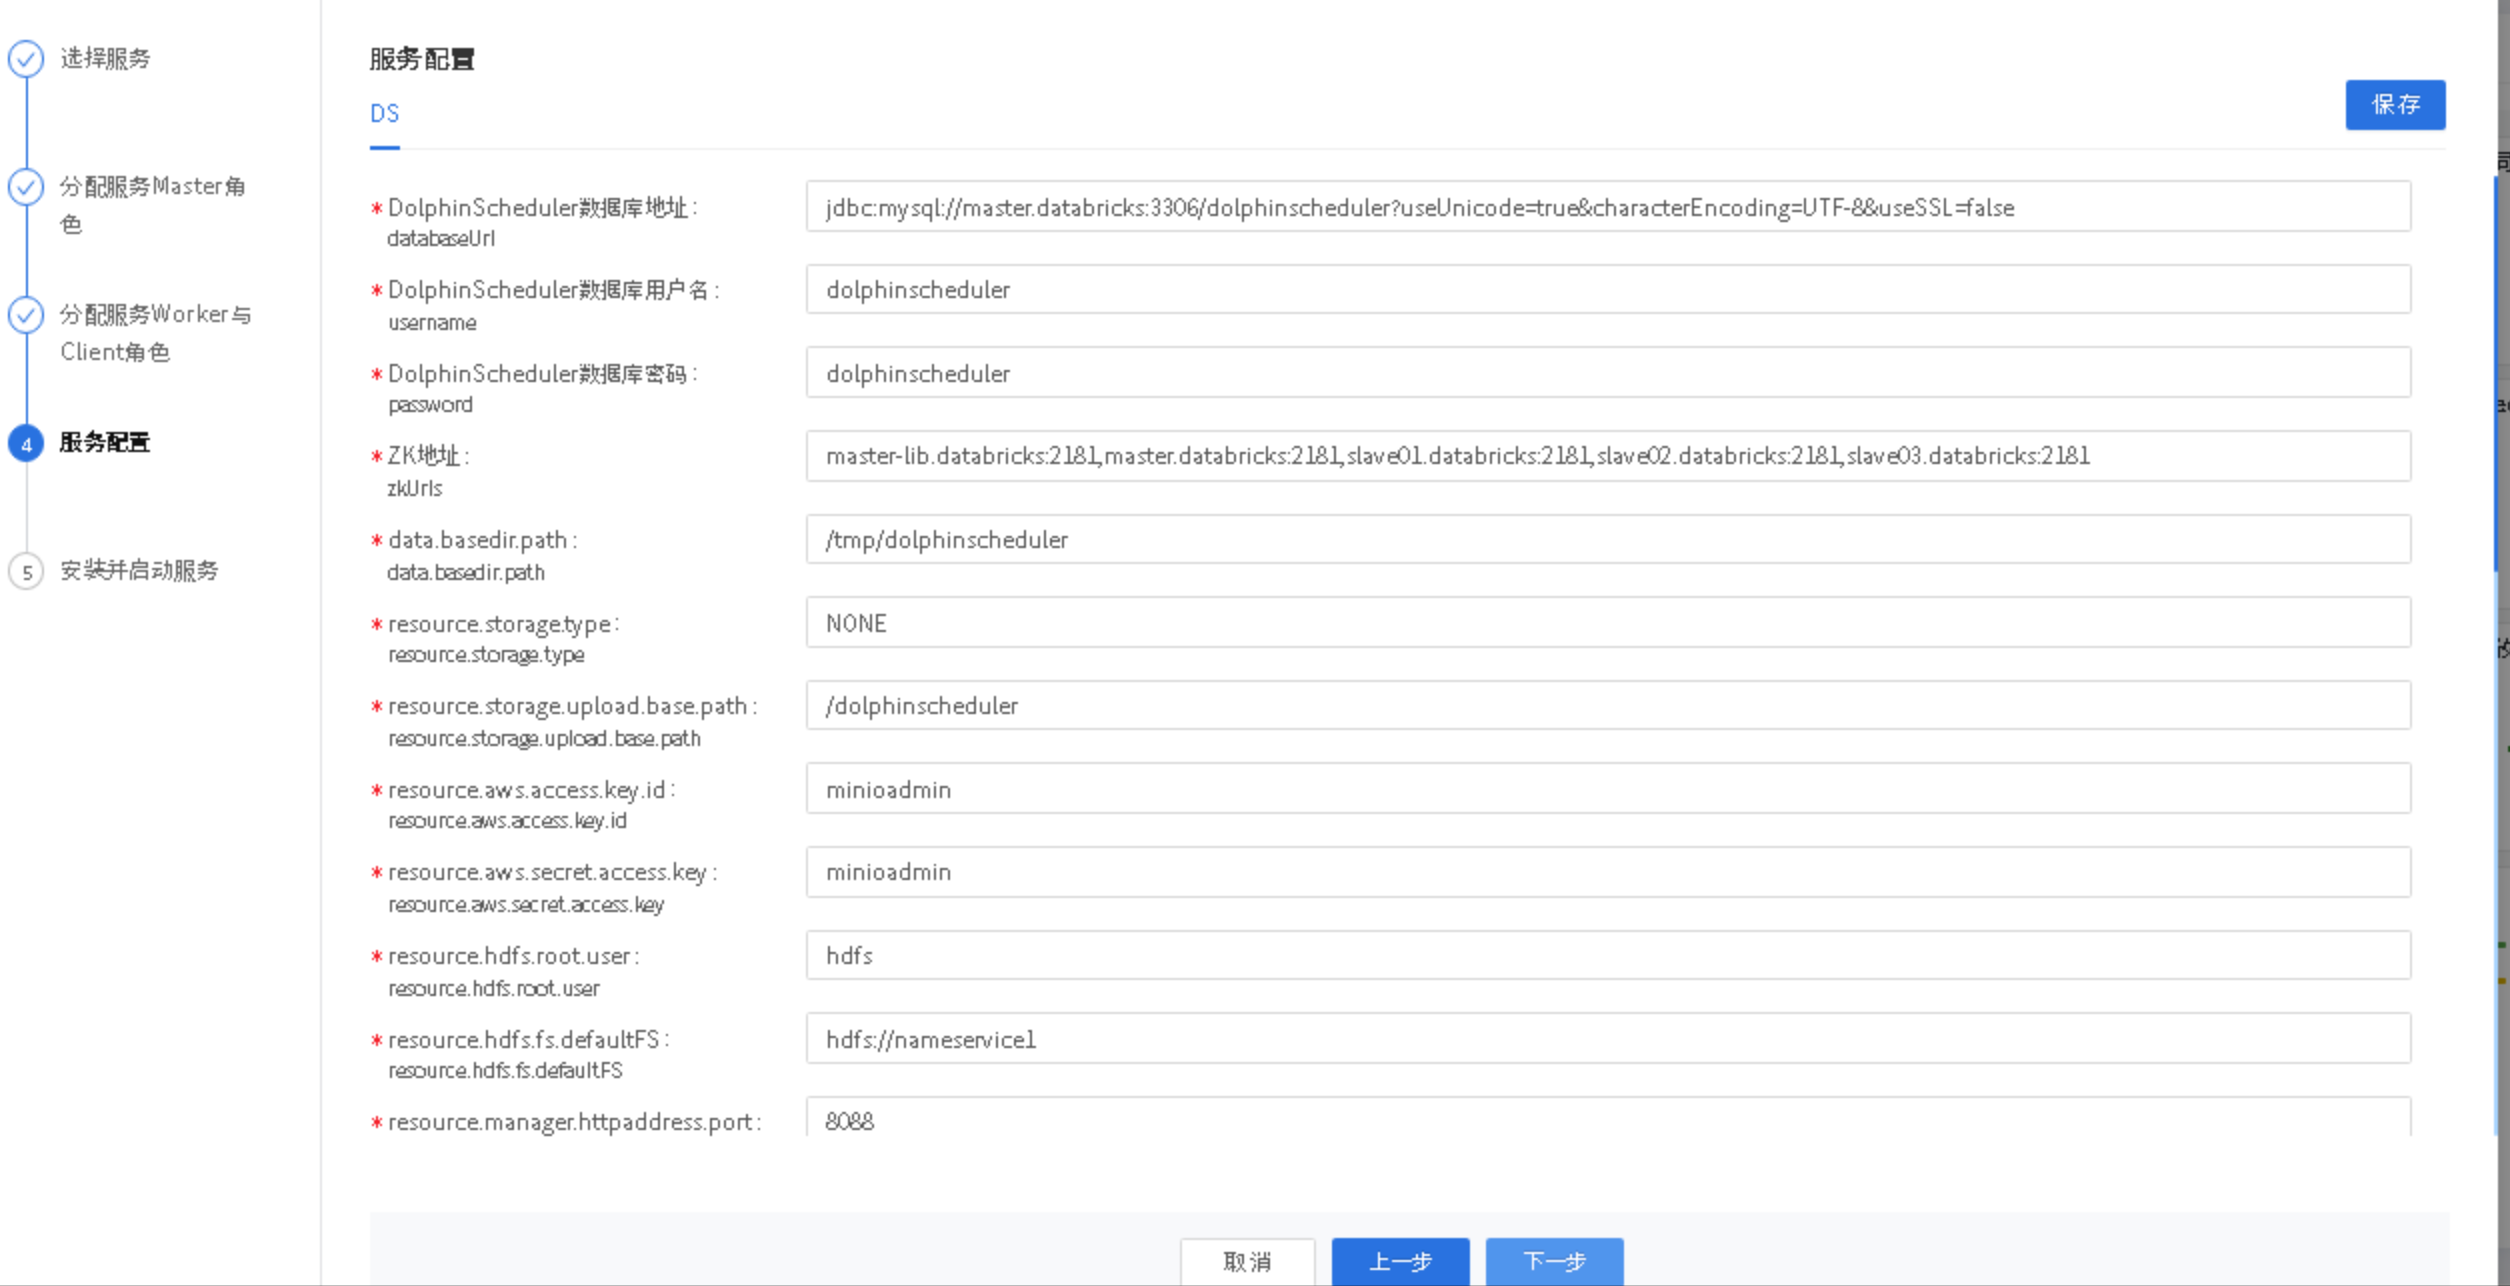 选择服务
分配服务Master角
色
分配服务Worker与
Client角色
4
服务配置
5
安装并启动服务
服务配置
DS
保存
* DolphinScheduler数据库地址 :
databaseUrl
jdbc:mysql://master.databricks:3306/dolphinscheduler?useUnicode=true&characterEncoding=UTF-8&useSSL=false
* DolphinScheduler数据库用户名 :
username
dolphinscheduler
* DolphinScheduler数据库密码 :
password
dolphinscheduler
* ZK地址 :
zkUrls
master-lib.databricks:2181,master.databricks:2181,slave01.databricks:2181,slave02.databricks:2181,slave03.databricks:2181
* data.basedir.path :
data.basedir.path
/tmp/dolphinscheduler
* resource.storage.type :
resource.storage.type
NONE
* resource.storage.upload.base.path :
resource.storage.upload.base.path
/dolphinscheduler
* resource.aws.access.key.id :
resource.aws.access.key.id
minioadmin
* resource.aws.secret.access.key :
resource.aws.secret.access.key
minioadmin
* resource.hdfs.root.user :
resource.hdfs.root.user
hdfs
* resource.hdfs.fs.defaultFS :
resource.hdfs.fs.defaultFS
hdfs://nameservice1
* resource.manager.httpaddress.port :
8088
取消
上一步
下一步